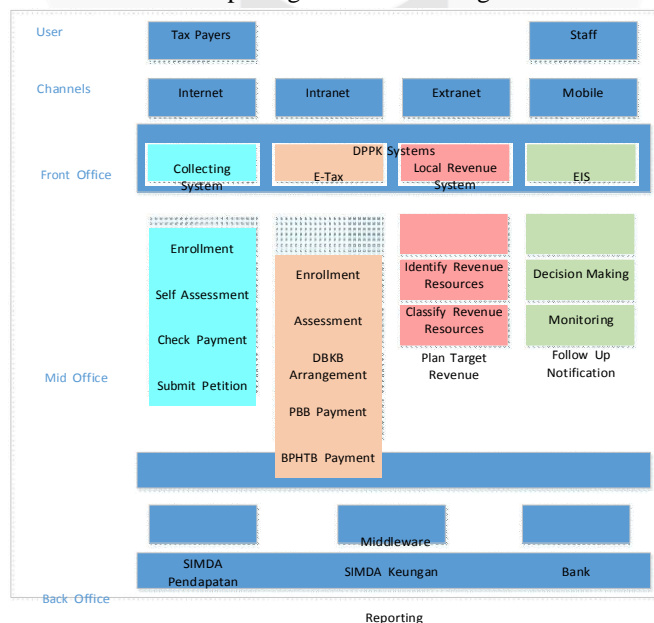 User
Tax Payers
Staff
Channels
Internet
Intranet
Extranet
Mobile
DPPK Systems
Front Office
Collecting
System
E-Tax
Local Revenue
System
EIS
Mid Office
Enrollment
Self Assessment
Check Payment
Submit Petition
Enrollment
Assessment
DBKB
Arrangement
PBB Payment
BPHTB Payment
Identify Revenue
Resources
Classify Revenue
Resources
Plan Target
Revenue
Decision Making
Monitoring
Follow Up
Notification
Middleware
SIMDA
Pendapatan
SIMDA Keungan
Bank
Back Office
Reporting